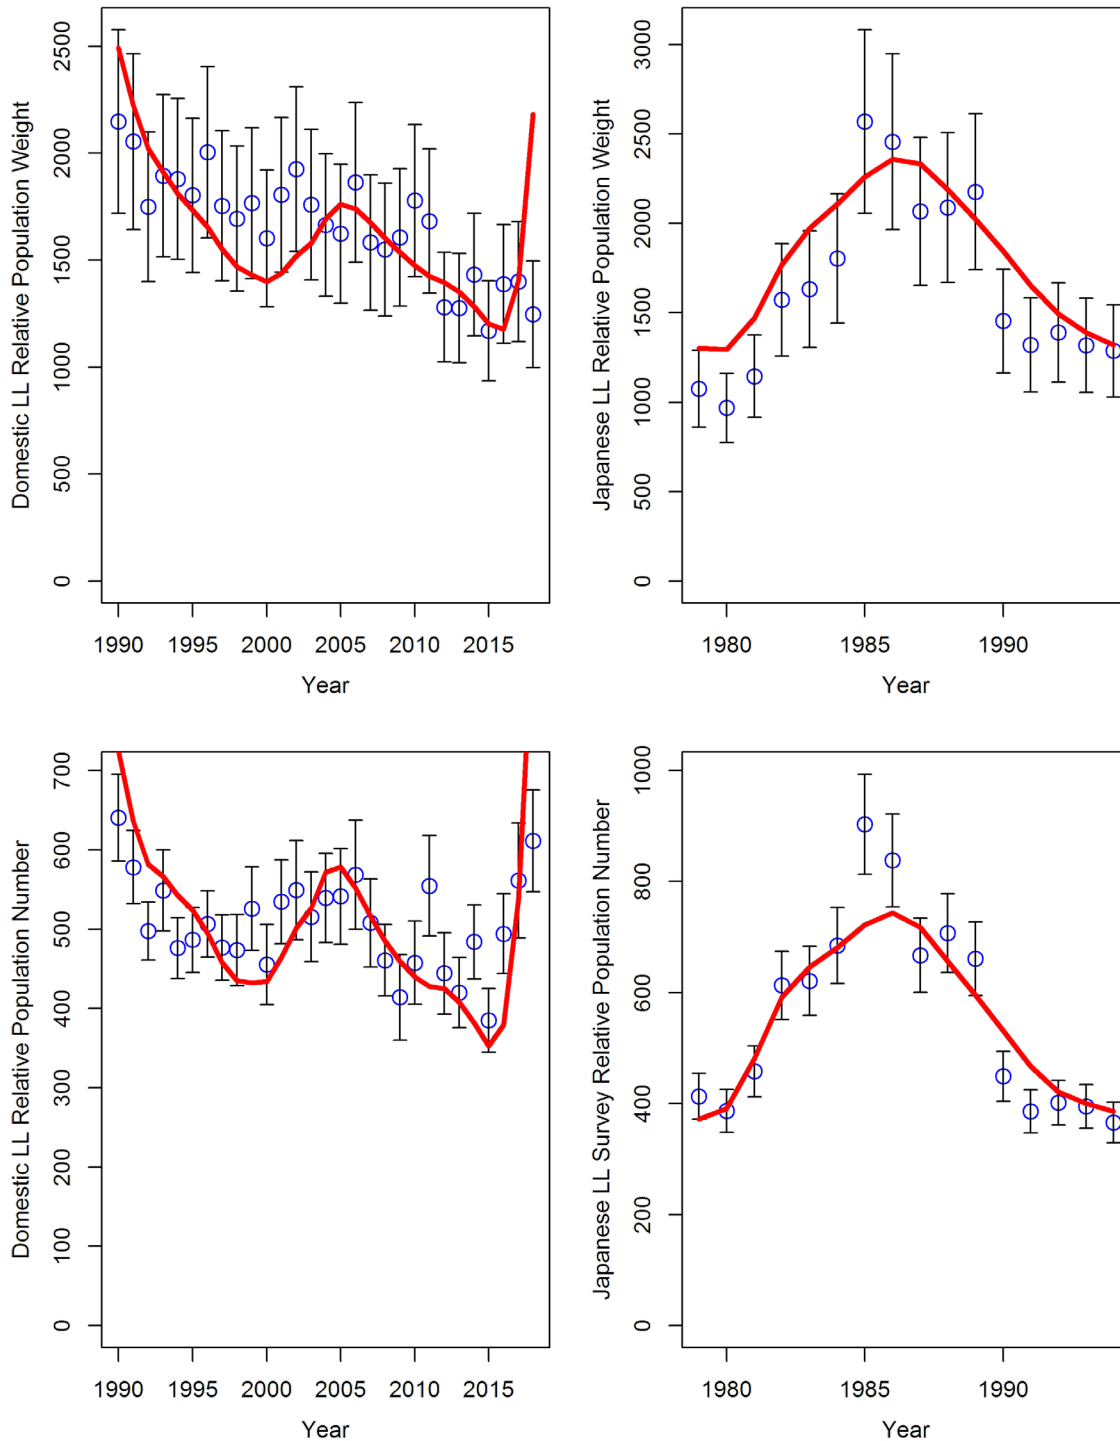 Domestic LL Relative Population Weight
0 500 1000 1500 2000 2500
1990 1995 2000 2005 2010 2015
Year
Japanese LL Relative Population Weight
0 500 1000 1500 2000 2500 3000
1980 1985 1990
Year
Domestic LL Relative Population Number
0 100 200 300 400 500 600 700
1990 1995 2000 2005 2010 2015
Year
Japanese LL Survey Relative Population Number
0 200 400 600 800 1000
1980 1985 1990
Year